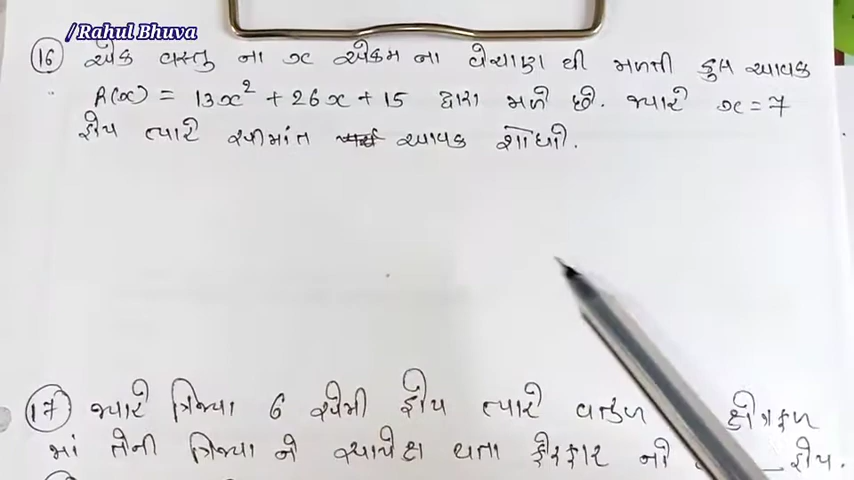 / Rahul Bhuva
16 એક વસ્તુ ના x એકમ ના વેચાણ થી મળતી કુલ આવક
R(x) = 13x² + 26x + 15 દ્વારા મળે છે. જ્યારે x = 7
હોય ત્યારે સીમાંત આવક શોધો.
17 જ્યારે ત્રિજ્યા 6 સેમી હોય ત્યારે વર્તુળ ક્ષેત્રફળ
માં તેની ત્રિજ્યા ને સાપેક્ષ થતા ફેરફાર નો હોય.